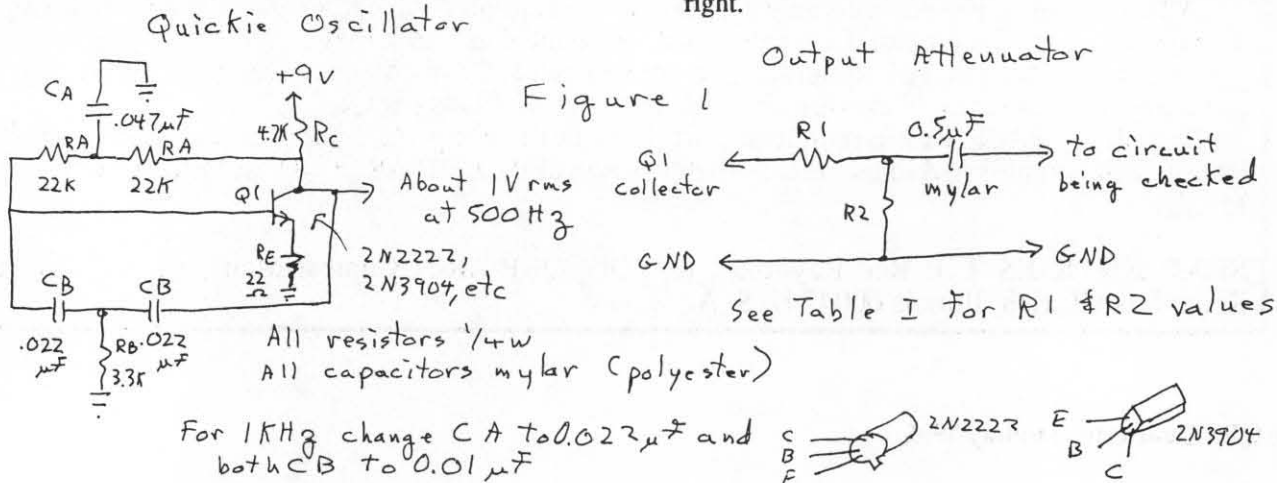 right.
Quickie Oscillator
Output Attenuator
Figure 1
CA
.047µF
+9V
4.7K RC
RA
RA
22K
22K
Q1
About 1V rms
at 500Hz
RE
22
Ω
2N2222,
2N3904, etc
CB
CB
.022
µF
RB
3.3K
.022
µF
All resistors 1/4w
All capacitors mylar (polyester)
R1
0.5µF
mylar
Q1
collector
to circuit
being checked
R2
GND
GND
See Table I for R1 & R2 values
For 1KHz change CA to 0.022µF and
both CB to 0.01µF
C
B
E
2N2222
E
B
C
2N3904